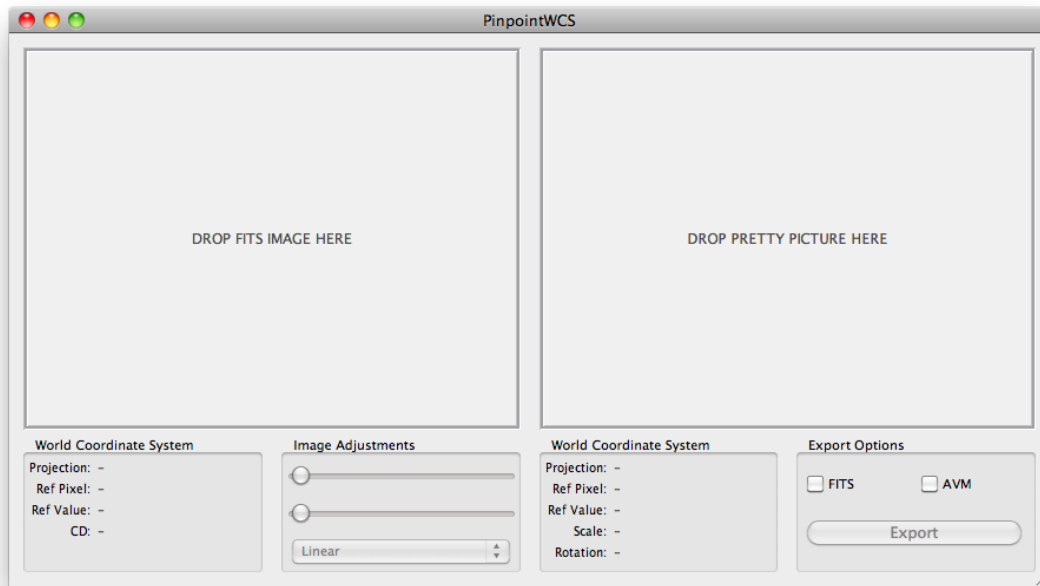 PinpointWCS
DROP FITS IMAGE HERE
DROP PRETTY PICTURE HERE
World Coordinate System
Projection: -
Ref Pixel: -
Ref Value: -
CD: -
Image Adjustments
Linear
World Coordinate System
Projection: -
Ref Pixel: -
Ref Value: -
Scale: -
Rotation: -
Export Options
FITS
AVM
Export